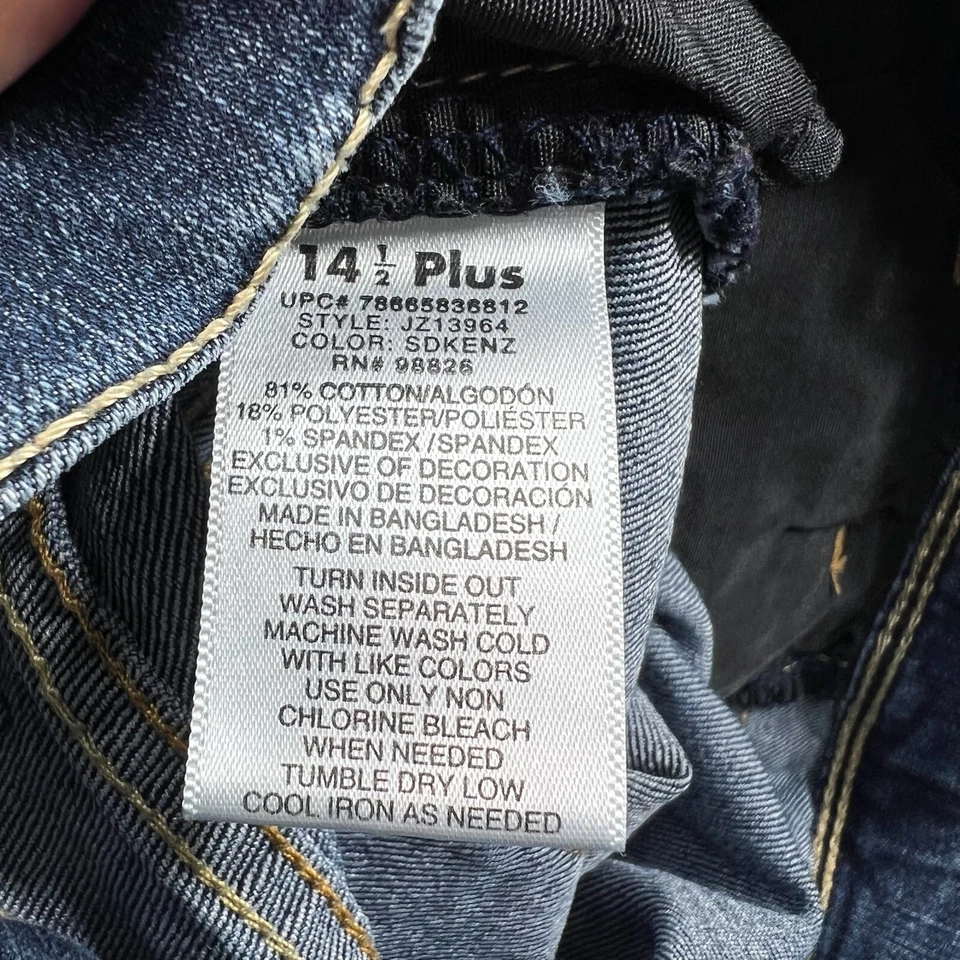 14 ½ Plus
UPC# 78665836812
STYLE: JZ13964
COLOR: SDKENZ
RN# 98826
81% COTTON/ALGODÓN
18% POLYESTER/POLIÉSTER
1% SPANDEX /SPANDEX
EXCLUSIVE OF DECORATION
EXCLUSIVO DE DECORACIÓN
MADE IN BANGLADESH /
HECHO EN BANGLADESH
TURN INSIDE OUT
WASH SEPARATELY
MACHINE WASH COLD
WITH LIKE COLORS
USE ONLY NON
CHLORINE BLEACH
WHEN NEEDED
TUMBLE DRY LOW
COOL IRON AS NEEDED